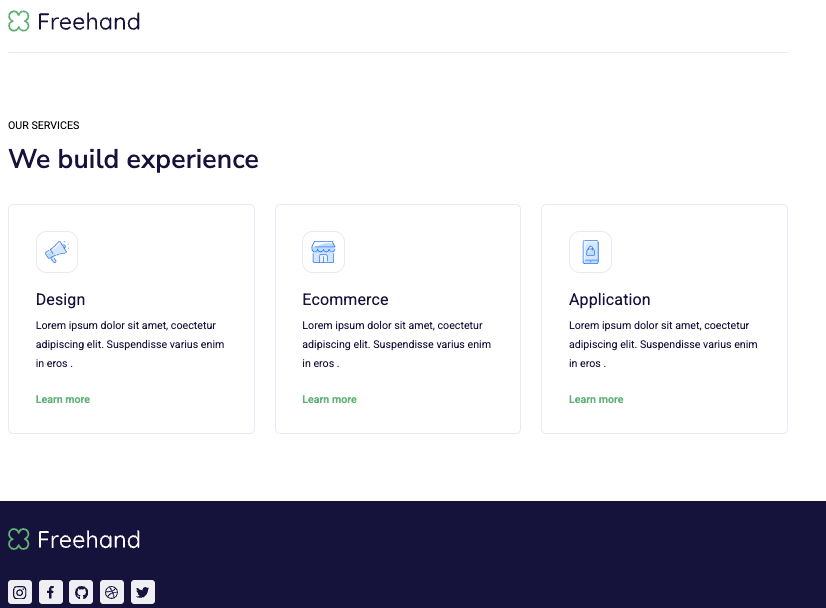 Freehand
OUR SERVICES
We build experience
Design
Lorem ipsum dolor sit amet, coectetur
adipiscing elit. Suspendisse varius enim
in eros .
Learn more
Ecommerce
Lorem ipsum dolor sit amet, coectetur
adipiscing elit. Suspendisse varius enim
in eros .
Learn more
Application
Lorem ipsum dolor sit amet, coectetur
adipiscing elit. Suspendisse varius enim
in eros .
Learn more
Freehand